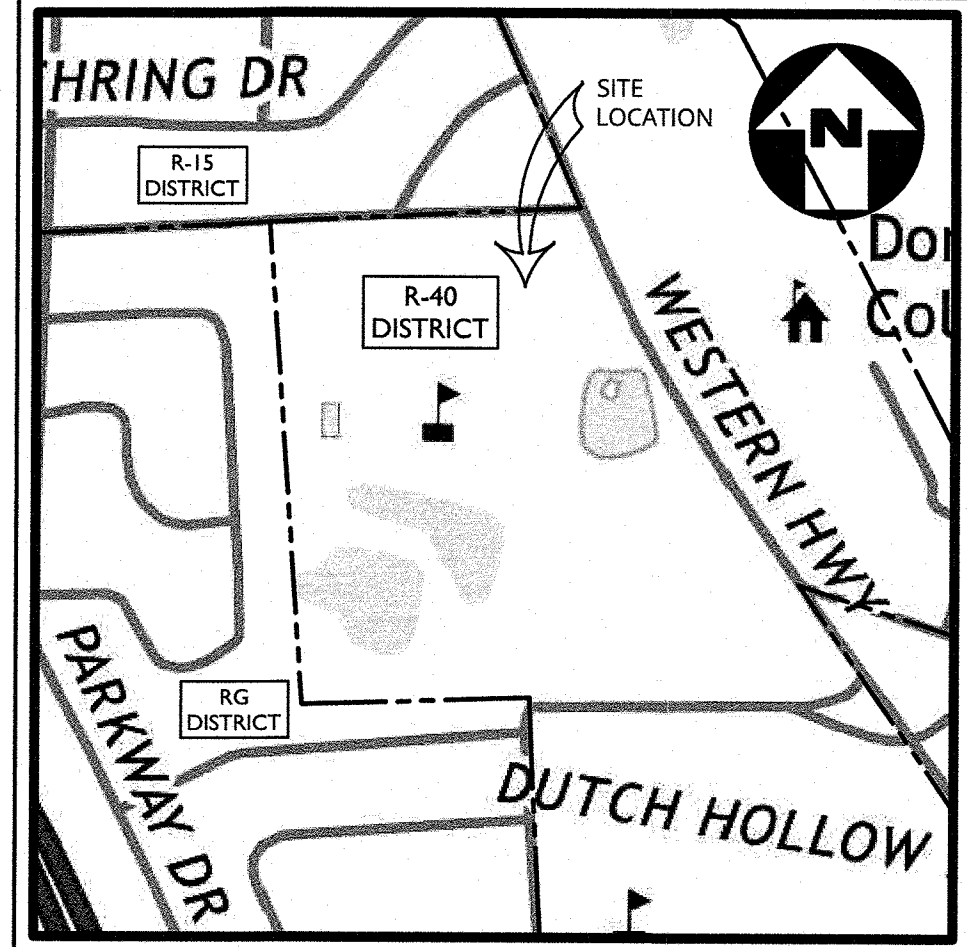 HRING DR
SITE
LOCATION
N
R-15
DISTRICT
R-40
DISTRICT
WESTERN HWY
RG
DISTRICT
PARKWAY DR
DUTCH HOLLOW